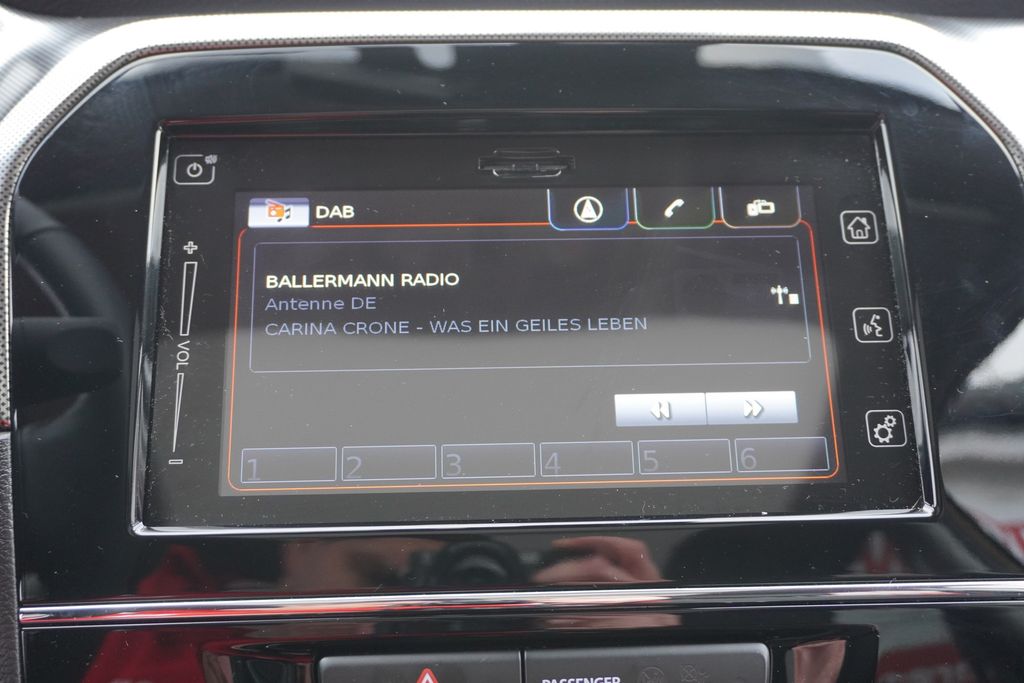 DAB
BALLERMANN RADIO
Antenne DE
CARINA CRONE - WAS EIN GEILES LEBEN
+
VOL
-
1 2 3 4 5 6
PASSENGER